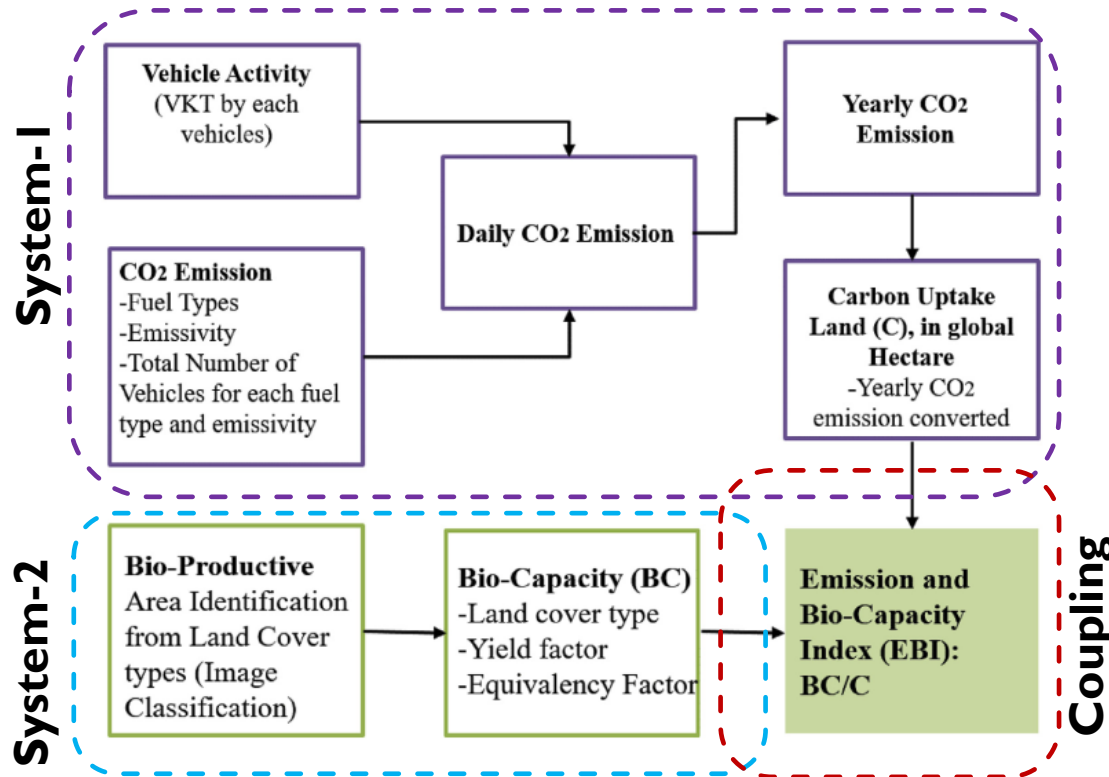 System-1
Vehicle Activity
(VKT by each
vehicles)
CO2 Emission
-Fuel Types
-Emissivity
-Total Number of
Vehicles for each fuel
type and emissivity
Daily CO2 Emission
Yearly CO2
Emission
Carbon Uptake
Land (C), in global
Hectare
-Yearly CO2
emission converted
System-2
Bio-Productive
Area Identification
from Land Cover
types (Image
Classification)
Bio-Capacity (BC)
-Land cover type
-Yield factor
-Equivalency Factor
Emission and
Bio-Capacity
Index (EBI):
BC/C
Coupling